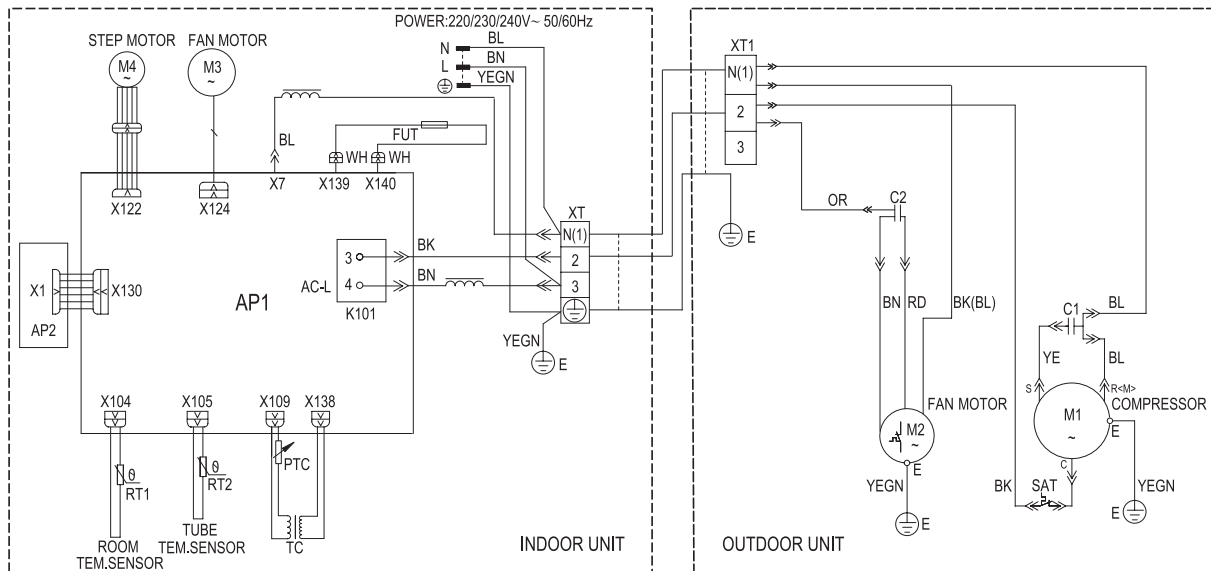 POWER:220/230/240V~ 50/60Hz
STEP MOTOR
FAN MOTOR
M4
~
M3
~
N
L
BL
BN
YEGN
BL
FUT
WH
WH
X7
X139
X140
X122
X124
XT
N(1)
2
3
BK
BN
3
4
AC-L
K101
X1
AP2
X130
AP1
YEGN
E
X104
X105
X109
X138
θ
RT1
θ
RT2
PTC
TC
ROOM
TEM.SENSOR
TUBE
TEM.SENSOR
INDOOR UNIT
XT1
N(1)
2
3
E
OR
C2
BN
RD
BK(BL)
C1
BL
YE
BL
S
R<M>
FAN MOTOR
COMPRESSOR
M2
~
M1
~
E
E
C
YEGN
E
BK
SAT
YEGN
E
OUTDOOR UNIT